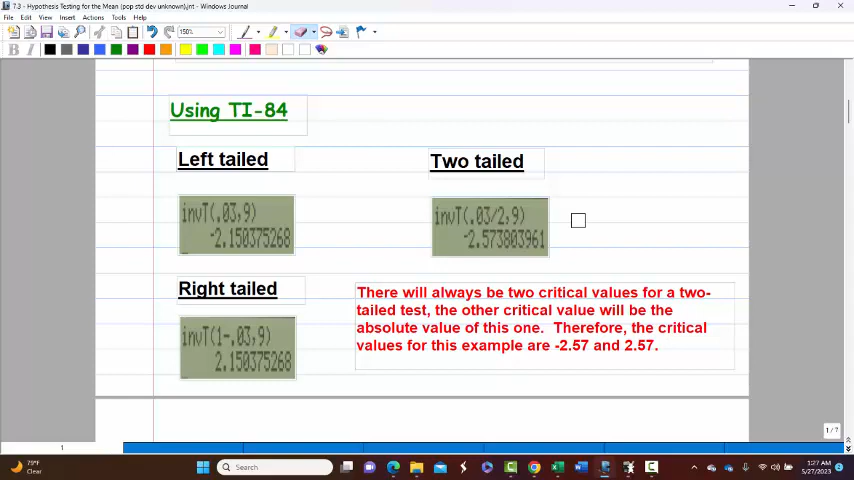 7.3 - Hypothesis Testing for the Mean (pop std dev unknown).jnt - Windows Journal
File Edit View Insert Actions Tools Help
150%
B I
Using TI-84
Left tailed
Two tailed
invT(.03,9)
-2.150375268
invT(.03/2,9)
-2.573803961
Right tailed
There will always be two critical values for a two-
tailed test, the other critical value will be the
absolute value of this one. Therefore, the critical
values for this example are -2.57 and 2.57.
invT(1-.03,9)
2.150375268
1 / 7
1
79°F
Clear
Search
1:27 AM
5/27/2023